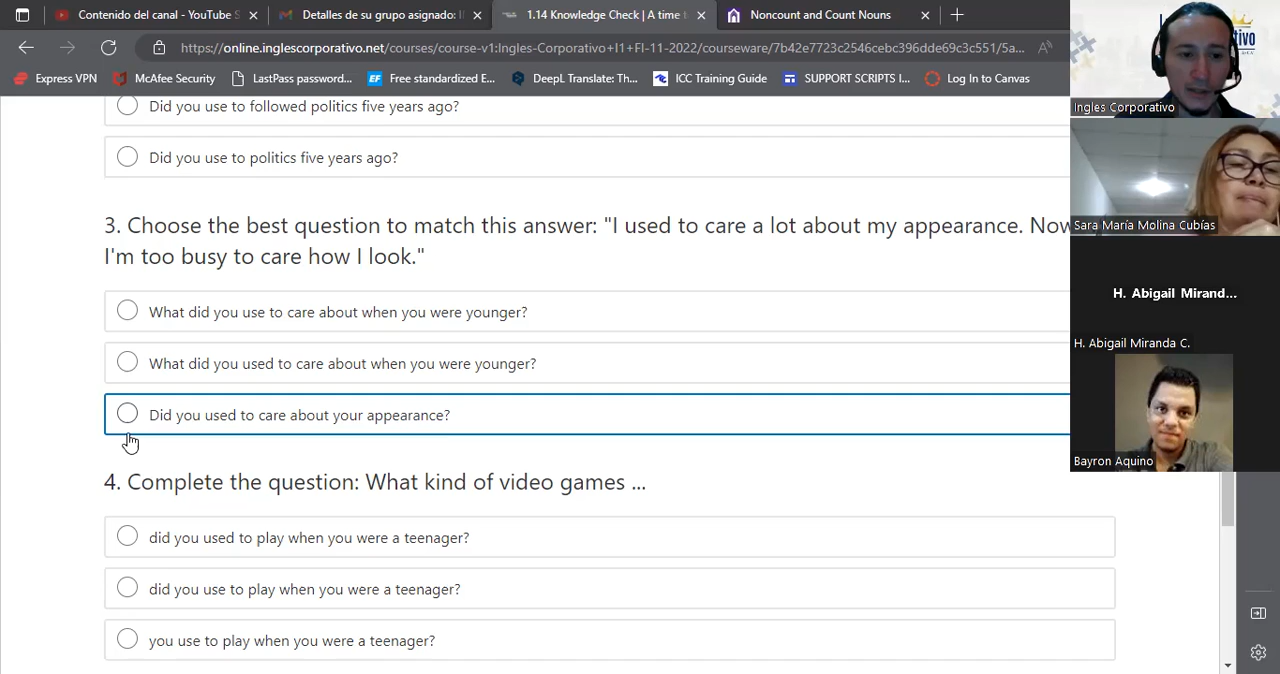 Contenido del canal - YouTube S
Detalles de su grupo asignado: I
1.14 Knowledge Check | A time t
Noncount and Count Nouns
https://online.inglescorporativo.net/courses/course-v1:Ingles-Corporativo+I1+FI-11-2022/courseware/7b42e7723c2546cebc396dde69c3c551/5a...
Express VPN
McAfee Security
LastPass password...
EF Free standardized E...
DeepL Translate: Th...
ICC Training Guide
SUPPORT SCRIPTS I...
Log In to Canvas
Ingles Corporativo
Did you use to followed politics five years ago?
Did you use to politics five years ago?
Sara María Molina Cubías
3. Choose the best question to match this answer: "I used to care a lot about my appearance. Now
I'm too busy to care how I look."
H. Abigail Mirand...
H. Abigail Miranda C.
What did you use to care about when you were younger?
What did you used to care about when you were younger?
Did you used to care about your appearance?
Bayron Aquino
4. Complete the question: What kind of video games ...
did you used to play when you were a teenager?
did you use to play when you were a teenager?
you use to play when you were a teenager?